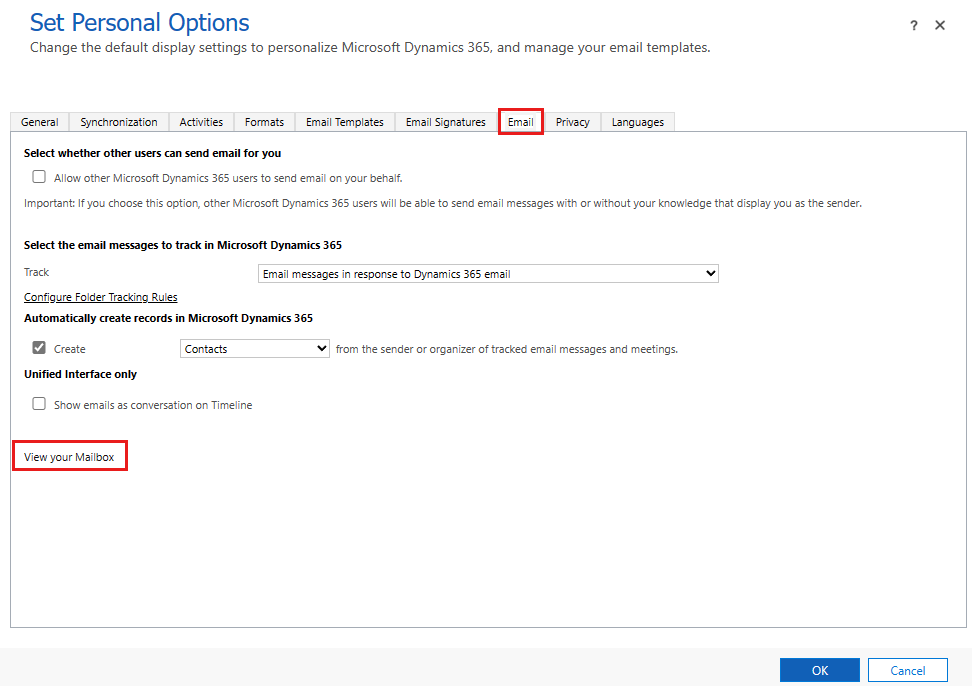 Set Personal Options
? ×
Change the default display settings to personalize Microsoft Dynamics 365, and manage your email templates.
General Synchronization Activities Formats Email Templates Email Signatures Email Privacy Languages
Select whether other users can send email for you
Allow other Microsoft Dynamics 365 users to send email on your behalf.
Important: If you choose this option, other Microsoft Dynamics 365 users will be able to send email messages with or without your knowledge that display you as the sender.
Select the email messages to track in Microsoft Dynamics 365
Track Email messages in response to Dynamics 365 email
Configure Folder Tracking Rules
Automatically create records in Microsoft Dynamics 365
Create Contacts from the sender or organizer of tracked email messages and meetings.
Unified Interface only
Show emails as conversation on Timeline
View your Mailbox
OK Cancel